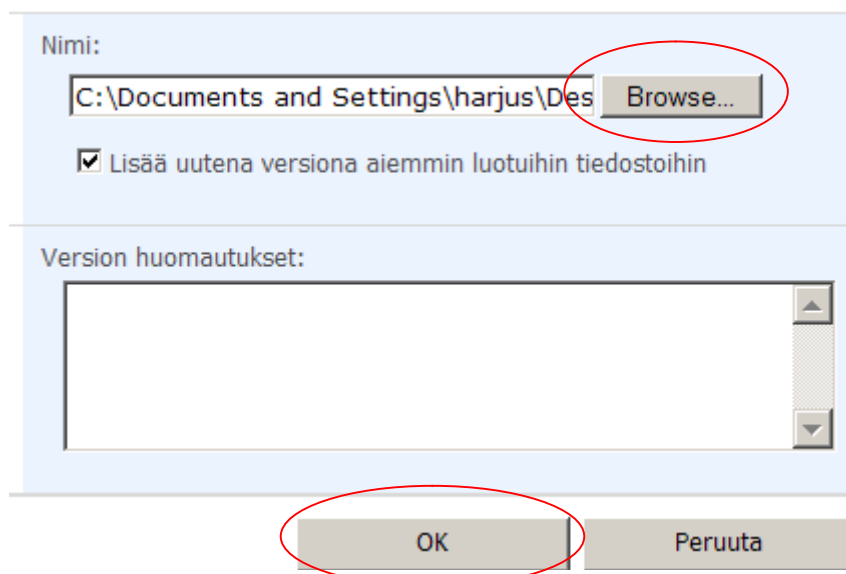 Nimi:
C:\Documents and Settings\harjus\Des Browse...
Lisää uutena versiona aiemmin luotuihin tiedostoihin
Version huomautukset:
OK Peruuta